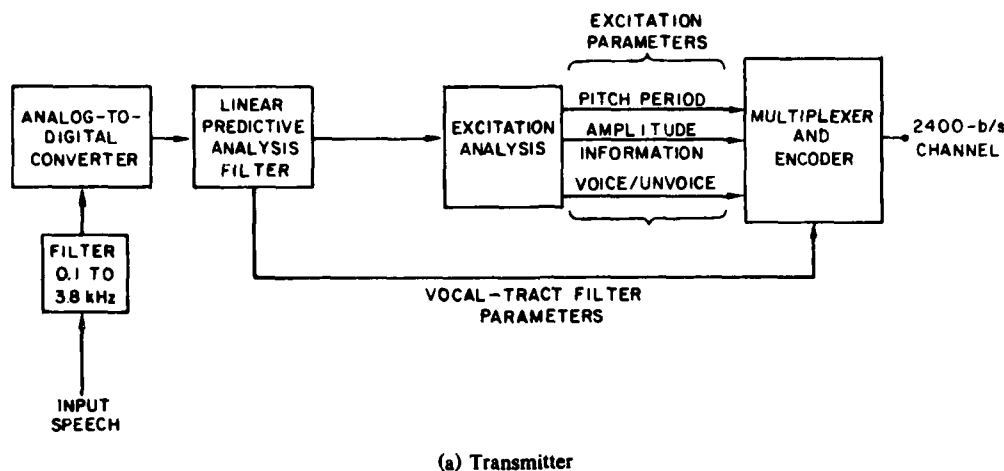 EXCITATION
PARAMETERS
ANALOG-TO-
DIGITAL
CONVERTER
LINEAR
PREDICTIVE
ANALYSIS
FILTER
EXCITATION
ANALYSIS
PITCH PERIOD
AMPLITUDE
INFORMATION
VOICE/UNVOICE
MULTIPLEXER
AND
ENCODER
2400-b/s
CHANNEL
FILTER
0.1 TO
3.8 kHz
VOCAL-TRACT FILTER
PARAMETERS
INPUT
SPEECH
(a) Transmitter